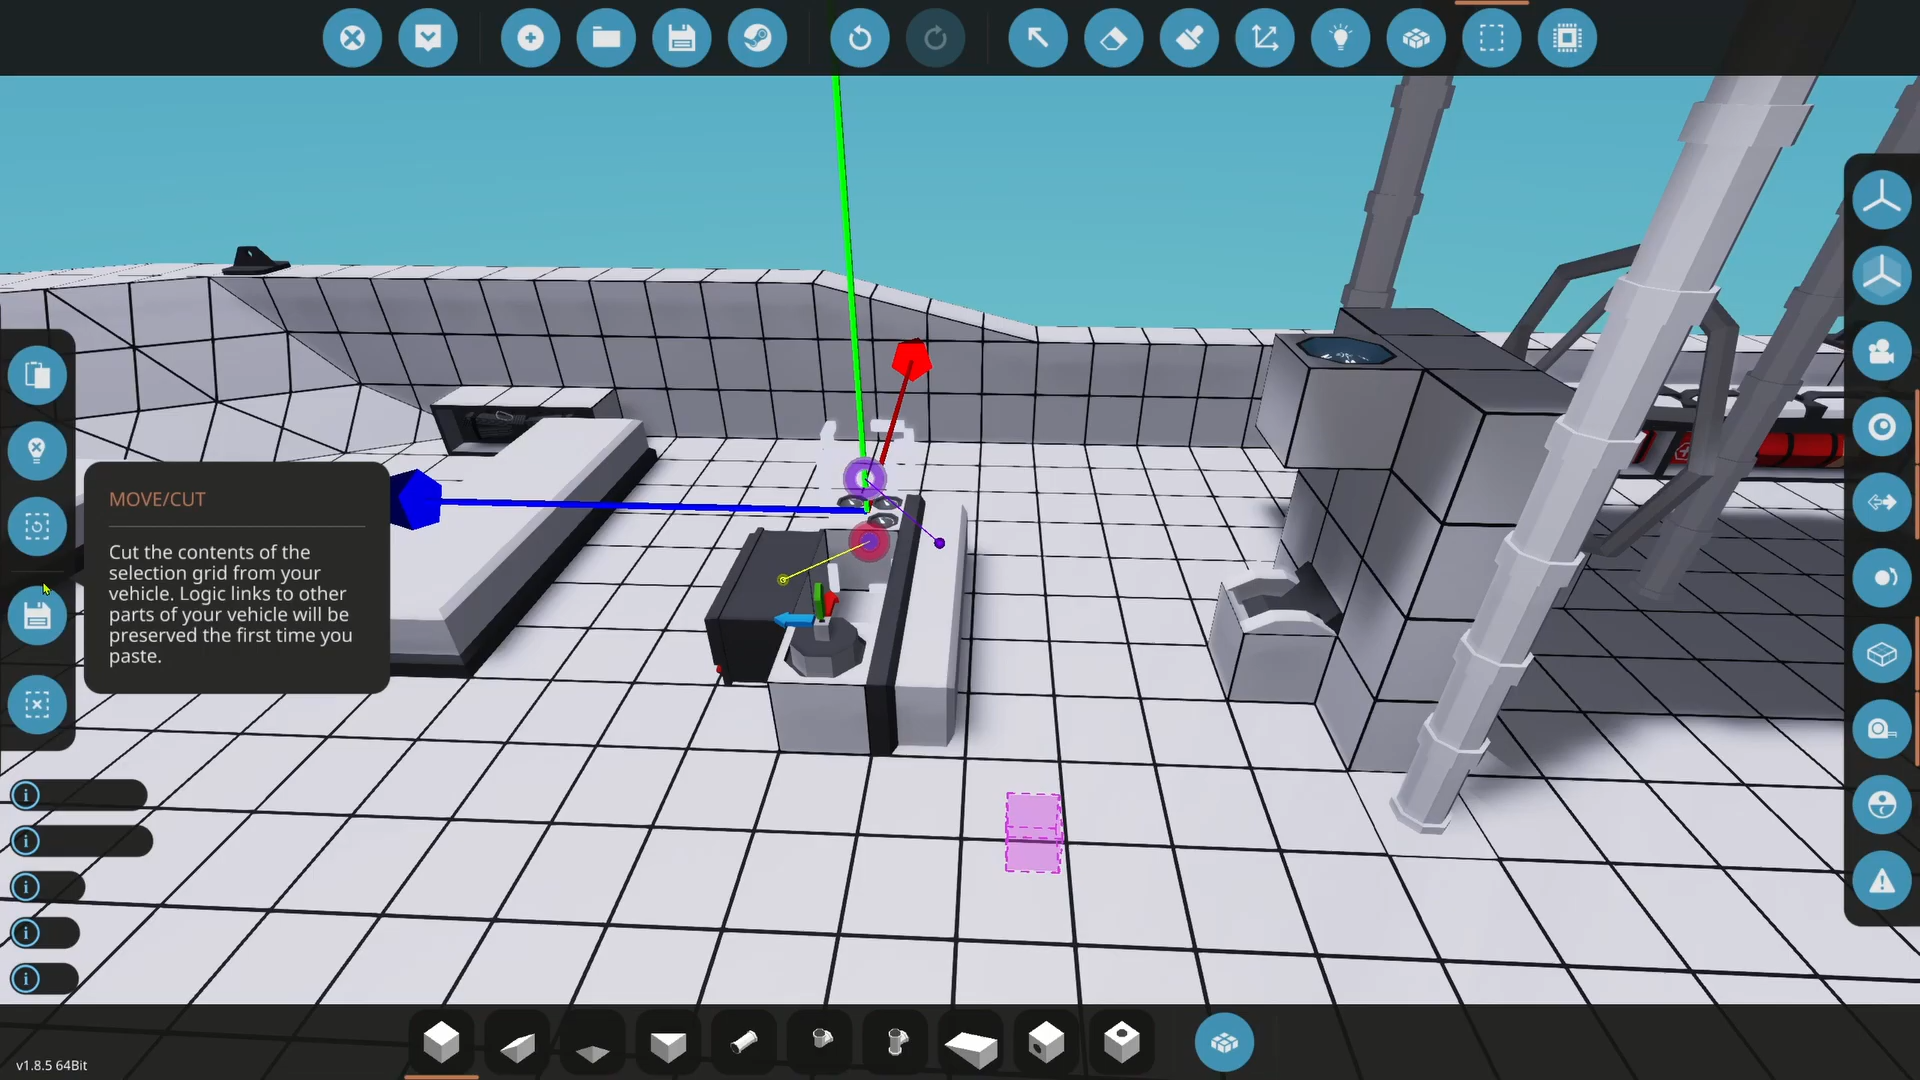 MOVE/CUT
Cut the contents of the
selection grid from your
vehicle. Logic links to other
parts of your vehicle will be
preserved the first time you
paste.
v1.8.5 64Bit